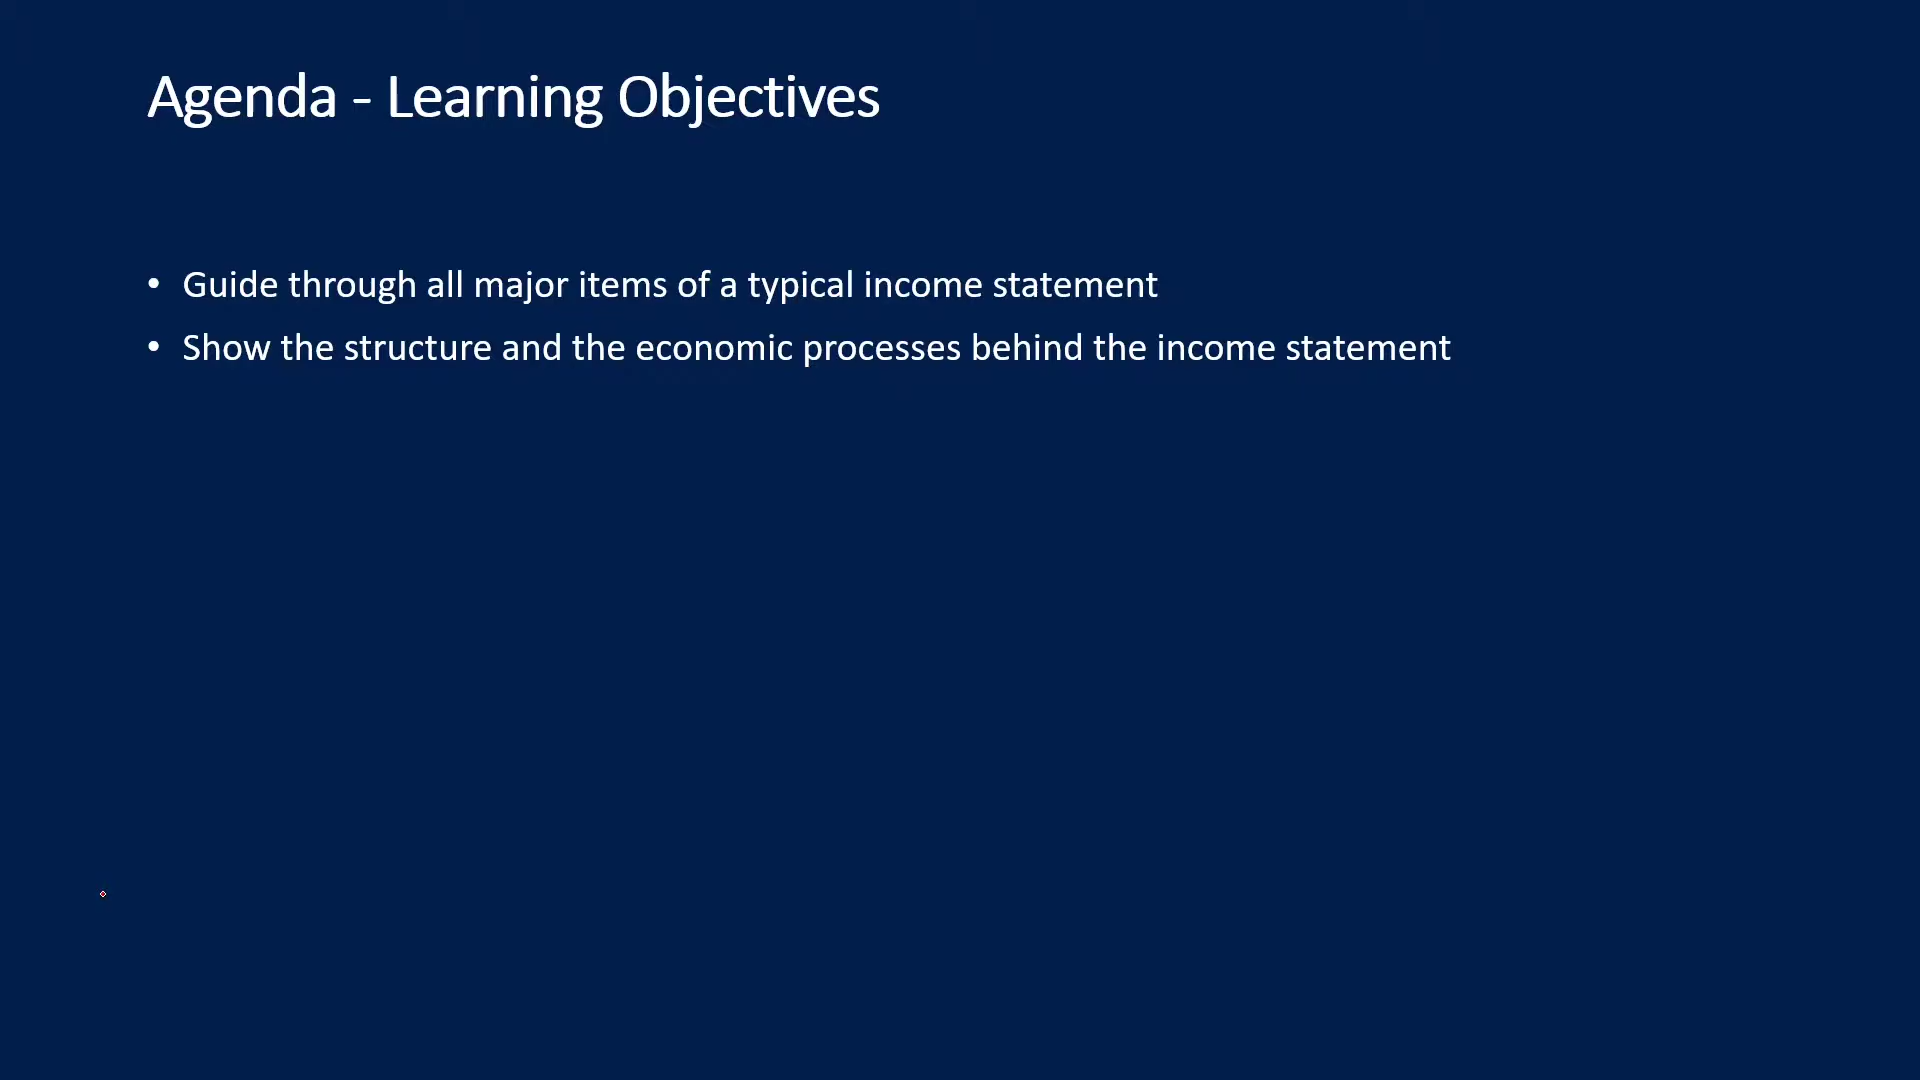 Agenda - Learning Objectives
• Guide through all major items of a typical income statement
• Show the structure and the economic processes behind the income statement